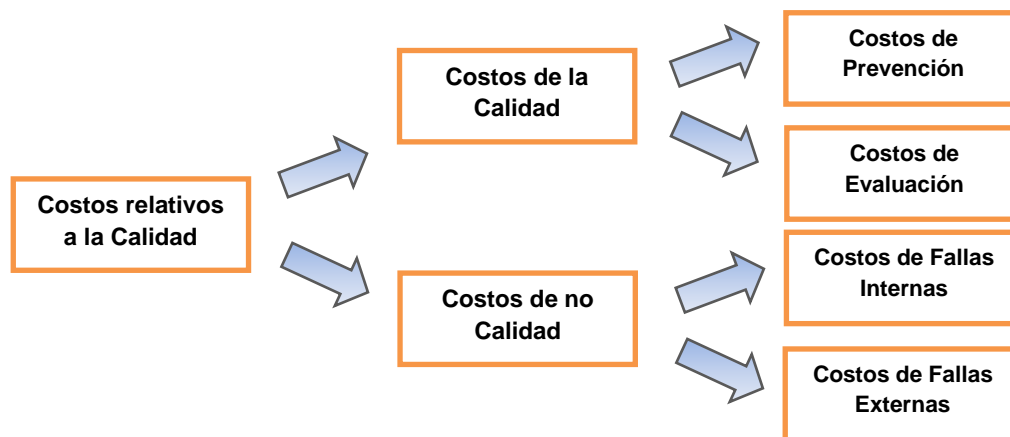 Costos relativos
a la Calidad
Costos de la
Calidad
Costos de no
Calidad
Costos de
Prevención
Costos de
Evaluación
Costos de Fallas
Internas
Costos de Fallas
Externas